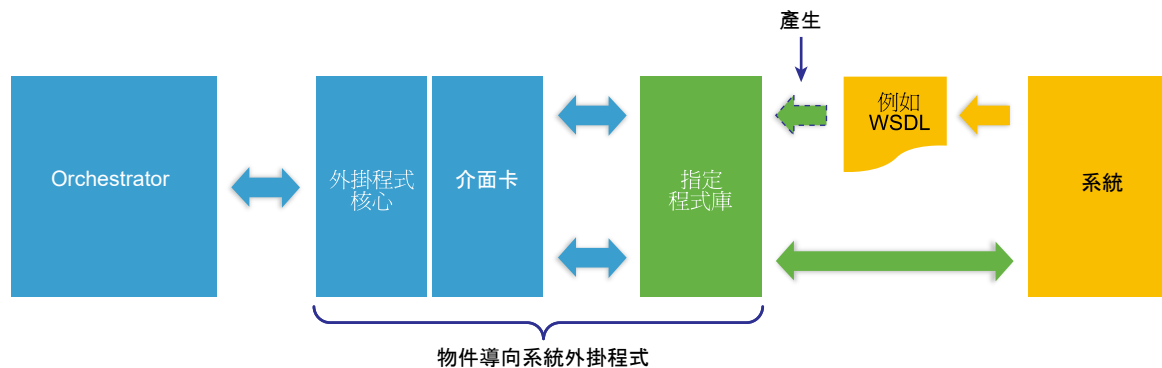 產生
Orchestrator
外掛程式
核心
介面卡
指定
程式庫
例如
WSDL
系統
物件導向系統外掛程式